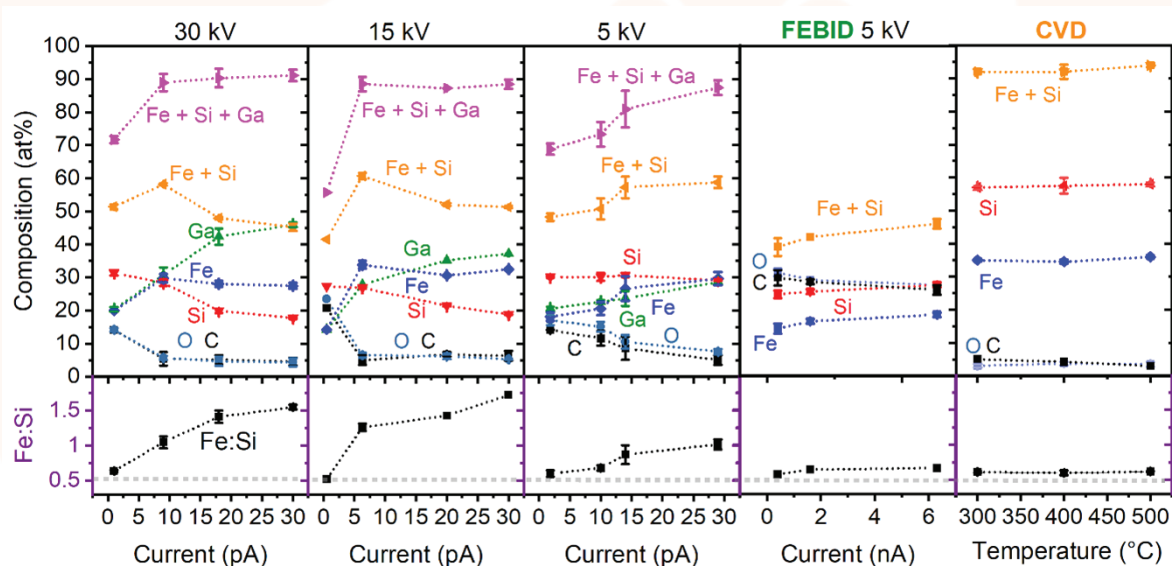 30 kV
15 kV
5 kV
FEBID 5 kV
CVD
Composition (at%)
100
90
80
70
60
50
40
30
20
10
0
Fe + Si + Ga
Fe + Si
Ga
Fe
Si
O C
Fe + Si + Ga
Fe + Si
Ga
Fe
Si
O C
Fe + Si + Ga
Fe + Si
Si
Fe
Ga
O
C
Fe + Si
O
C
Si
Fe
Fe + Si
Si
Fe
O C
Fe:Si
1.5
1
0.5
Fe:Si
0 5 10 15 20 25 30
0 5 10 15 20 25 30
0 5 10 15 20 25 30
0 2 4 6
300 350 400 450 500
Current (pA)
Current (pA)
Current (pA)
Current (nA)
Temperature (°C)